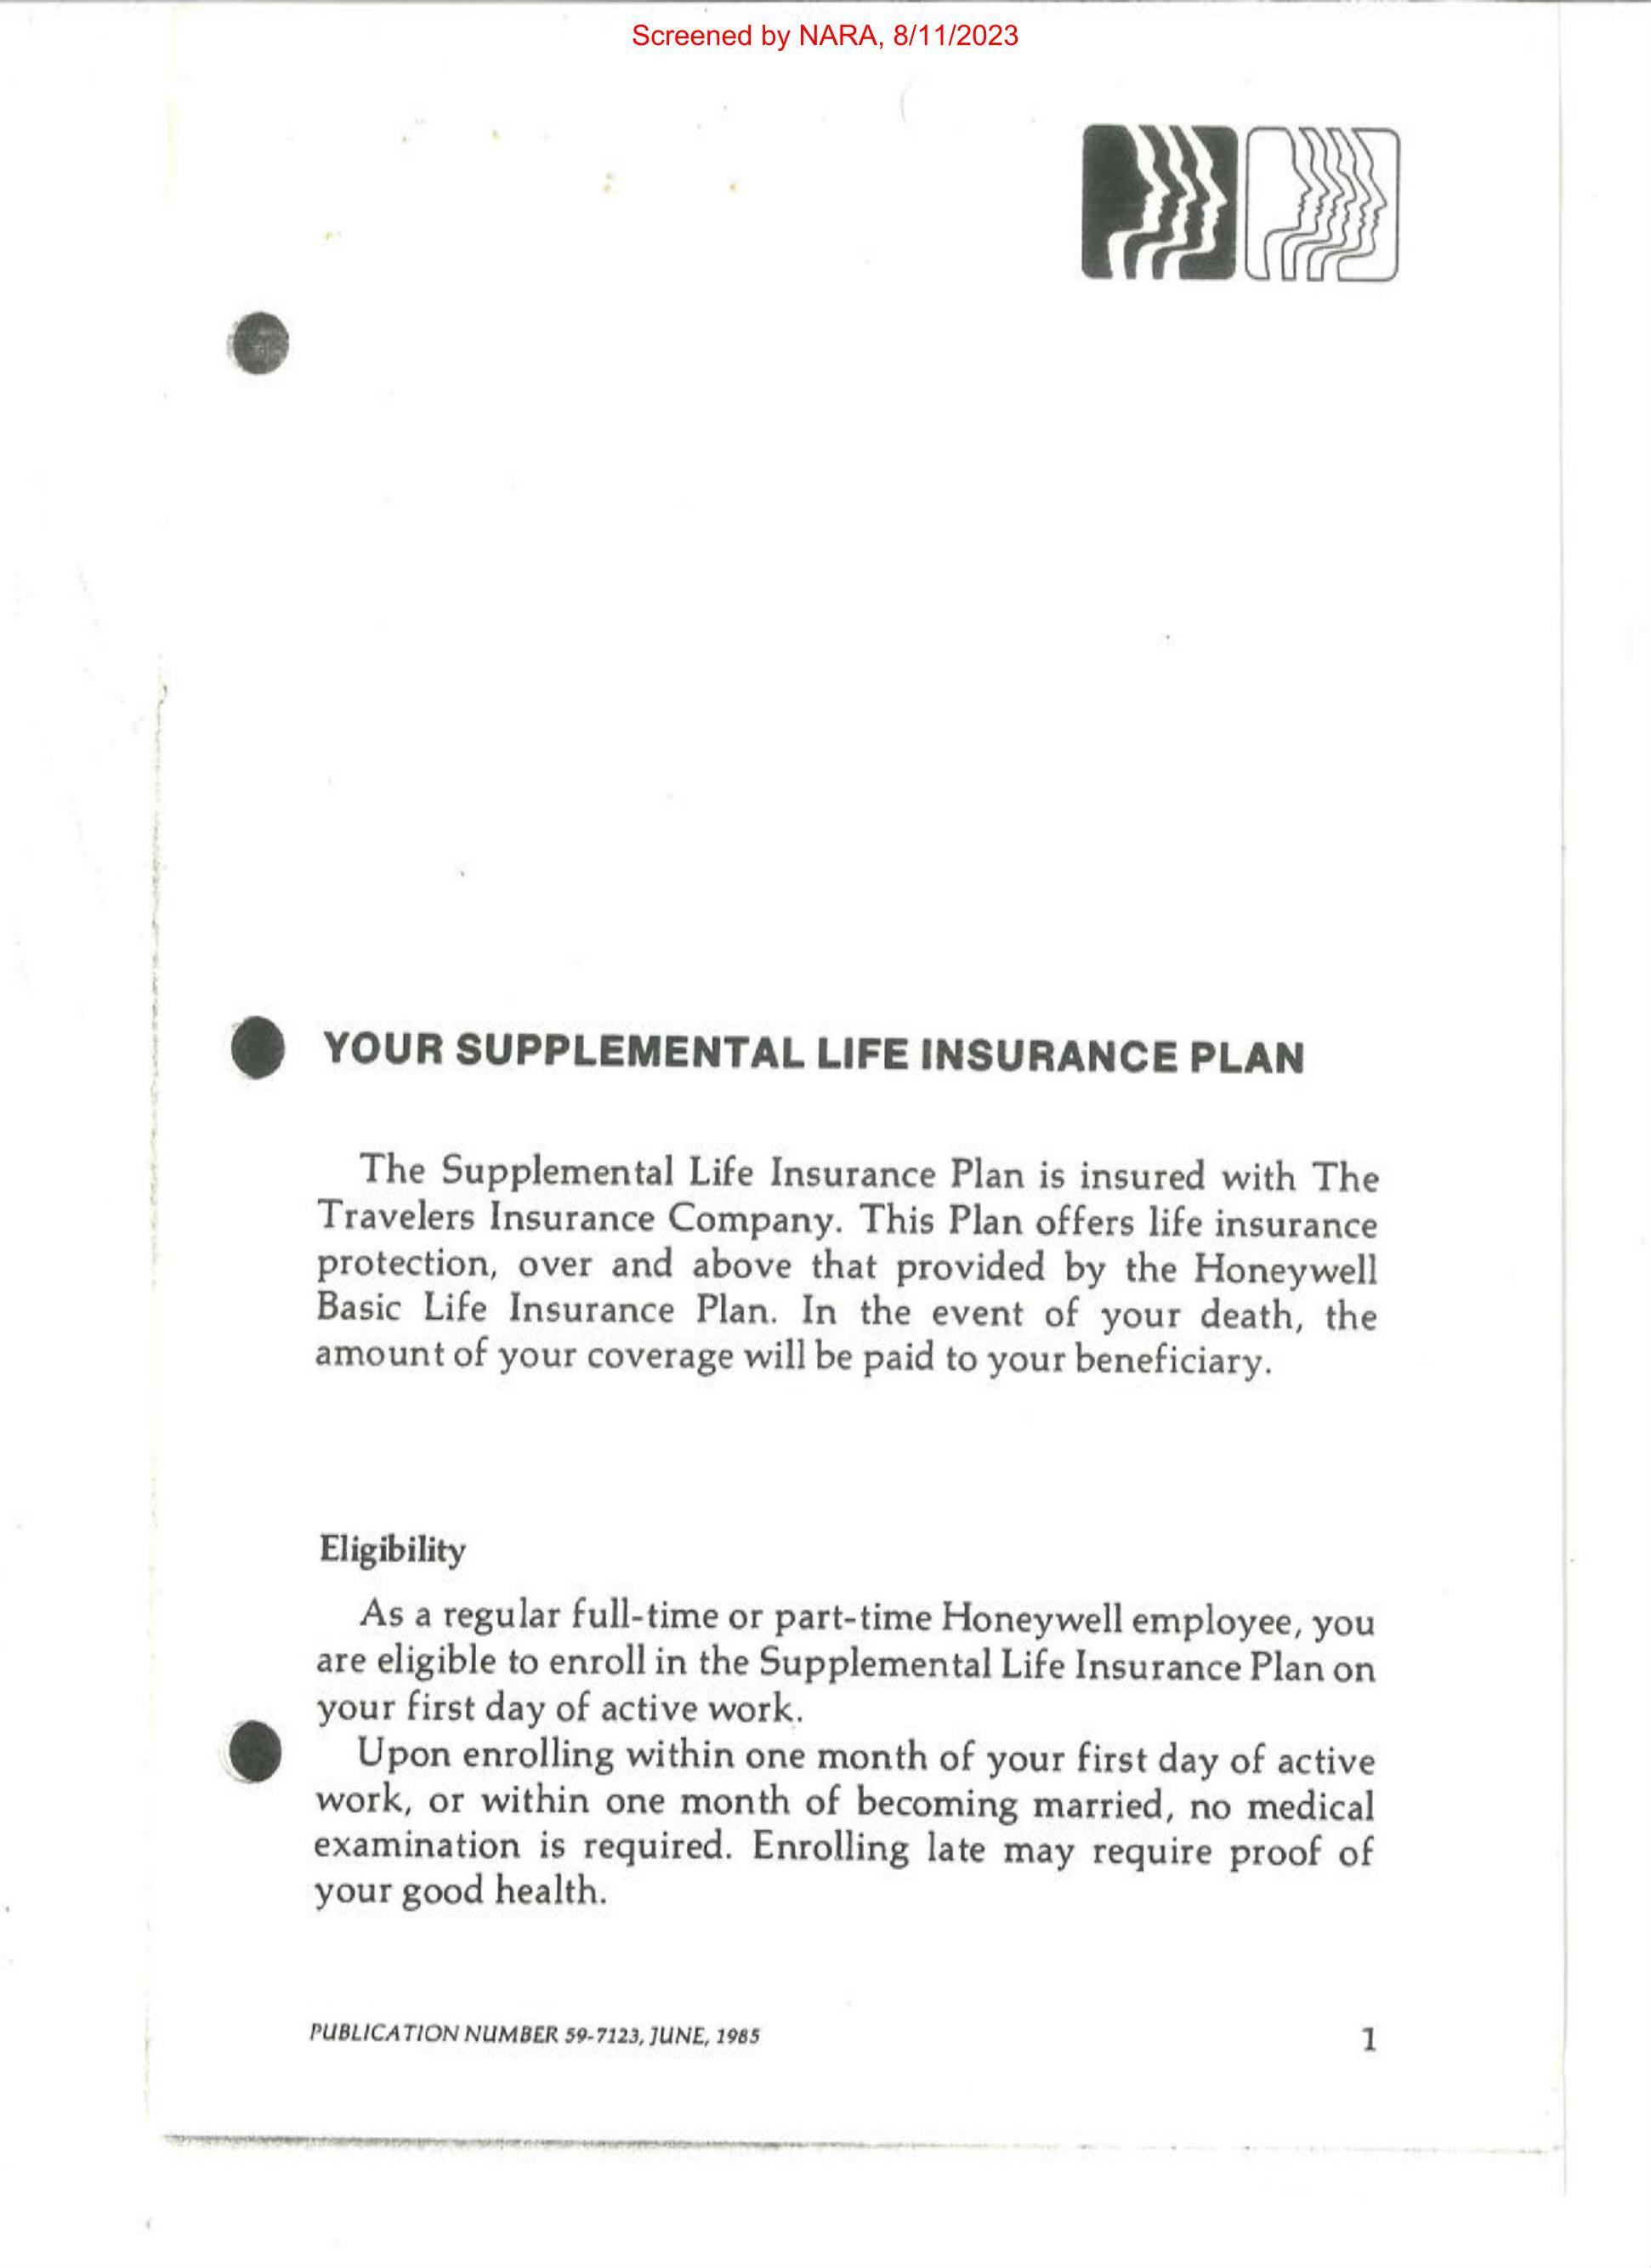 Screened by NARA, 8/11/2023
YOUR SUPPLEMENTAL LIFE INSURANCE PLAN
The Supplemental Life Insurance Plan is insured with The
Travelers Insurance Company. This Plan offers life insurance
protection, over and above that provided by the Honeywell
Basic Life Insurance Plan. In the event of your death, the
amount of your coverage will be paid to your beneficiary.
Eligibility
As a regular full-time or part-time Honeywell employee, you
are eligible to enroll in the Supplemental Life Insurance Plan on
your first day of active work.
Upon enrolling within one month of your first day of active
work, or within one month of becoming married, no medical
examination is required. Enrolling late may require proof of
your good health.
PUBLICATION NUMBER 59-7123, JUNE, 1985
1